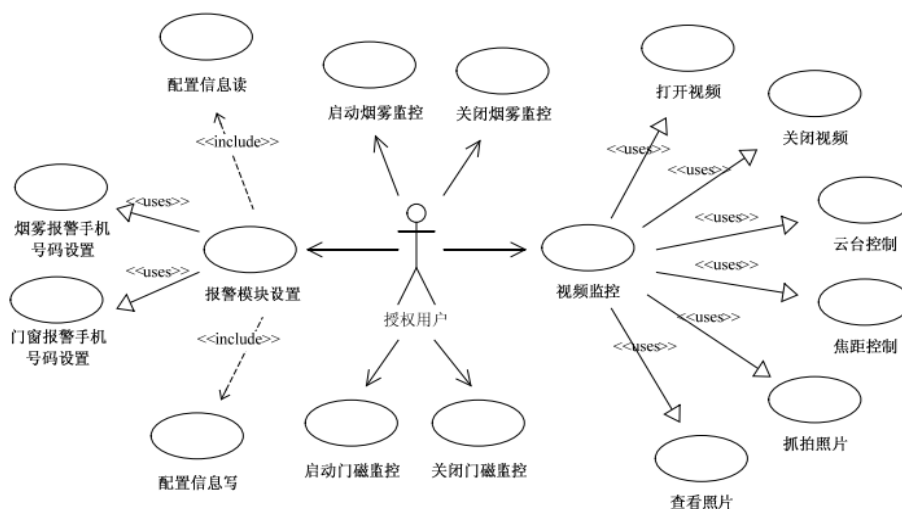 配置信息读
启动烟雾监控
关闭烟雾监控
打开视频
关闭视频
<<include>>
<<uses>>
<<uses>>
<<uses>>
烟雾报警手机
号码设置
<<uses>>
云台控制
<<uses>>
<<uses>>
报警模块设置
视频监控
门窗报警手机
号码设置
授权用户
<<uses>>
焦距控制
<<include>>
<<uses>>
抓拍照片
配置信息写
启动门磁监控
关闭门磁监控
查看照片